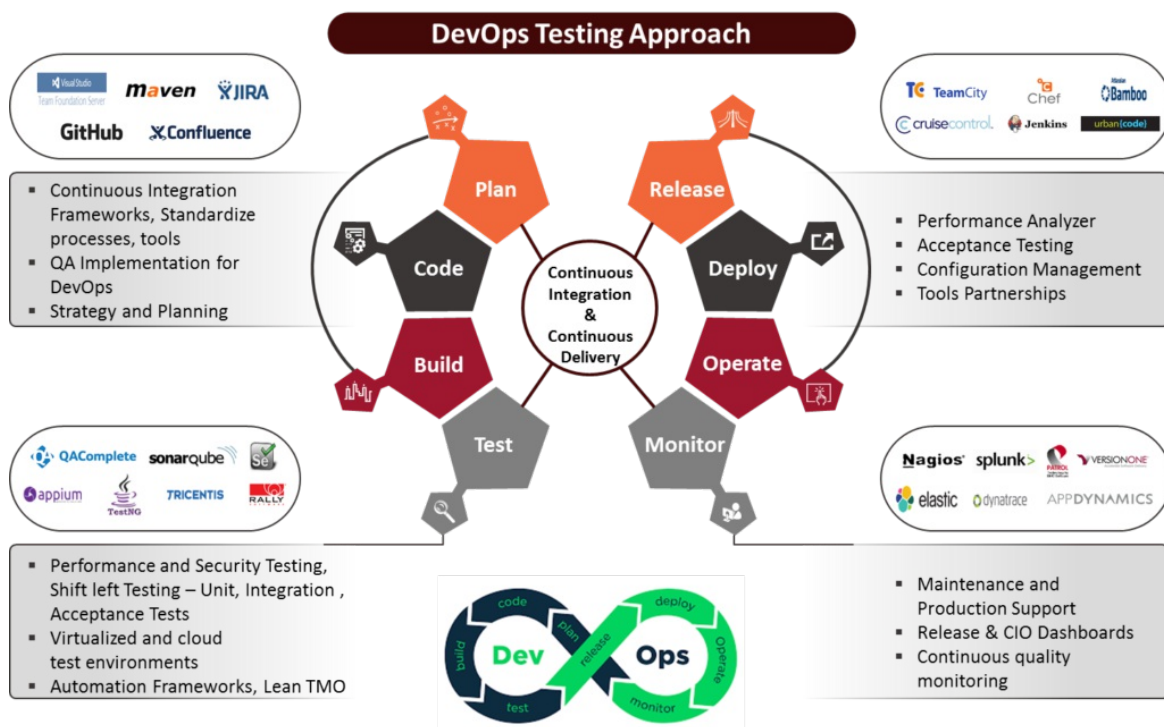 DevOps Testing Approach
Visual Studio
Team Foundation Server
maven
JIRA
GitHub
Confluence
▪ Continuous Integration
Frameworks, Standardize
processes, tools
▪ QA Implementation for
DevOps
▪ Strategy and Planning
Plan
Code
Build
Test
Continuous
Integration
&
Continuous
Delivery
Release
Deploy
Operate
Monitor
TC TeamCity
Chef
Bamboo
cruisecontrol
Jenkins
urban{code}
▪ Performance Analyzer
▪ Acceptance Testing
▪ Configuration Management
▪ Tools Partnerships
QAComplete
sonarqube
Se
appium
TestNG
TRICENTIS
RALLY
▪ Performance and Security Testing,
Shift left Testing – Unit, Integration ,
Acceptance Tests
▪ Virtualized and cloud
test environments
▪ Automation Frameworks, Lean TMO
code
build
test
plan
release
deploy
Operate
monitor
Dev
Ops
Nagios®
splunk>
PATROL
VERSIONONE
elastic
dynatrace
APPDYNAMICS
▪ Maintenance and
Production Support
▪ Release & CIO Dashboards
▪ Continuous quality
monitoring